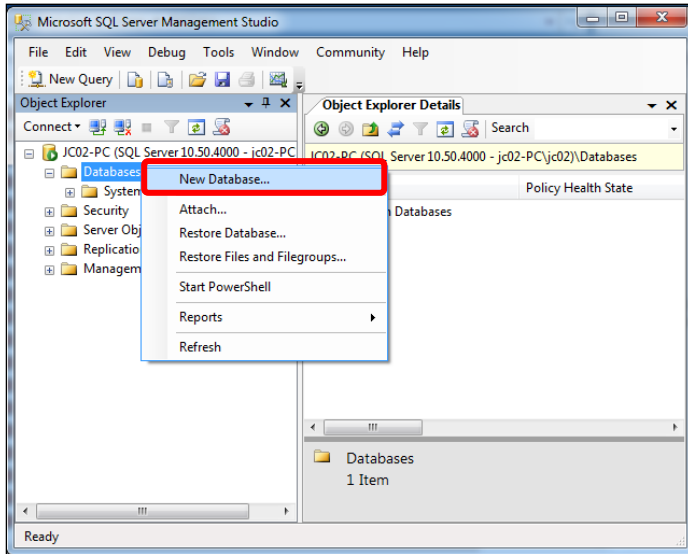 Microsoft SQL Server Management Studio
File Edit View Debug Tools Window Community Help
New Query
Object Explorer
Connect
JC02-PC (SQL Server 10.50.4000 - jc02-PC
Databases
System
Security
Server Obj
Replicatio
Managem
New Database...
Attach...
Restore Database...
Restore Files and Filegroups...
Start PowerShell
Reports
Refresh
Object Explorer Details
Search
JC02-PC (SQL Server 10.50.4000 - jc02-PC\jc02)\Databases
Policy Health State
Databases
Databases
1 Item
Ready